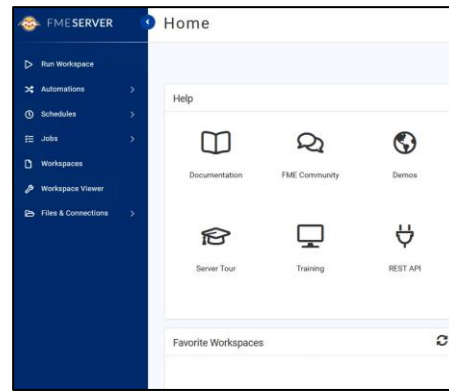 FMESERVER
Home
Run Workspace
Automations
Schedules
Jobs
Workspaces
Workspace Viewer
Files & Connections
Help
Documentation
FME Community
Demos
Server Tour
Training
REST API
Favorite Workspaces